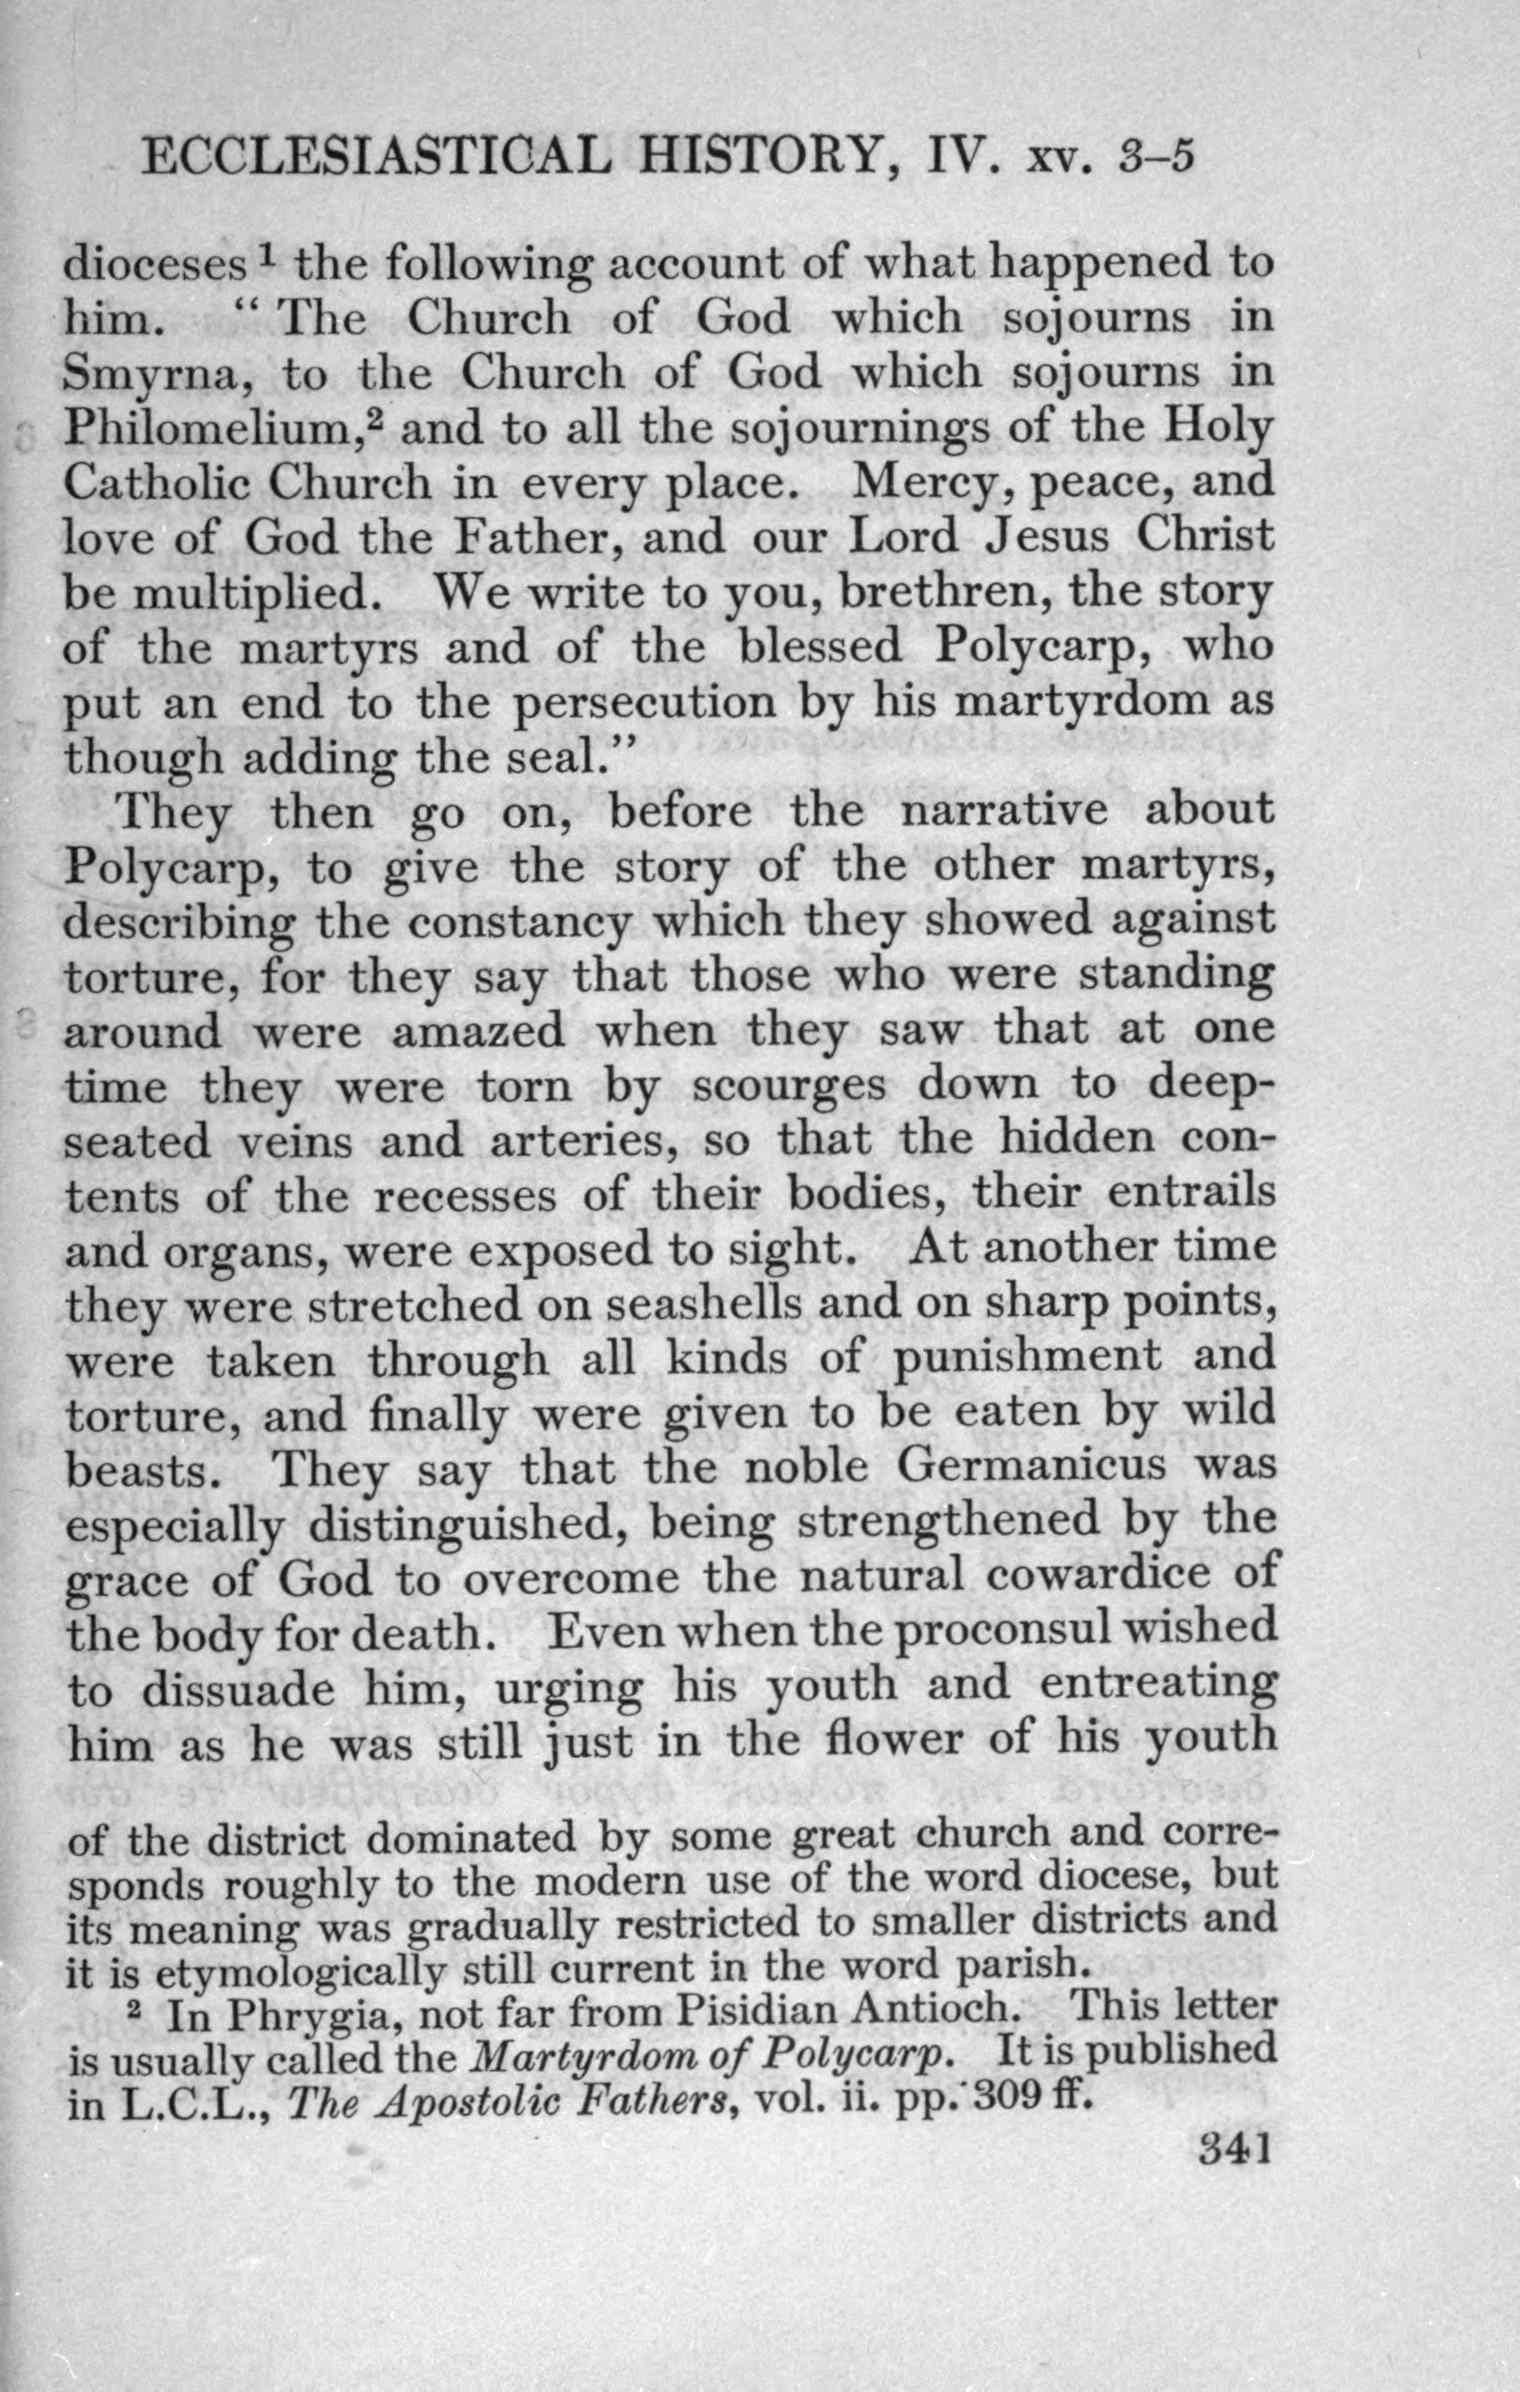 ECCLESIASTICAL HISTORY, IV. xv. 3–5
dioceses ¹ the following account of what happened to
him. “ The Church of God which sojourns in
Smyrna, to the Church of God which sojourns in
Philomelium,² and to all the sojournings of the Holy
Catholic Church in every place. Mercy, peace, and
love of God the Father, and our Lord Jesus Christ
be multiplied. We write to you, brethren, the story
of the martyrs and of the blessed Polycarp, who
put an end to the persecution by his martyrdom as
though adding the seal.”
They then go on, before the narrative about
Polycarp, to give the story of the other martyrs,
describing the constancy which they showed against
torture, for they say that those who were standing
around were amazed when they saw that at one
time they were torn by scourges down to deep-
seated veins and arteries, so that the hidden con-
tents of the recesses of their bodies, their entrails
and organs, were exposed to sight. At another time
they were stretched on seashells and on sharp points,
were taken through all kinds of punishment and
torture, and finally were given to be eaten by wild
beasts. They say that the noble Germanicus was
especially distinguished, being strengthened by the
grace of God to overcome the natural cowardice of
the body for death. Even when the proconsul wished
to dissuade him, urging his youth and entreating
him as he was still just in the flower of his youth
of the district dominated by some great church and corre-
sponds roughly to the modern use of the word diocese, but
its meaning was gradually restricted to smaller districts and
it is etymologically still current in the word parish.
² In Phrygia, not far from Pisidian Antioch. This letter
is usually called the Martyrdom of Polycarp. It is published
in L.C.L., The Apostolic Fathers, vol. ii. pp. 309 ff.
341